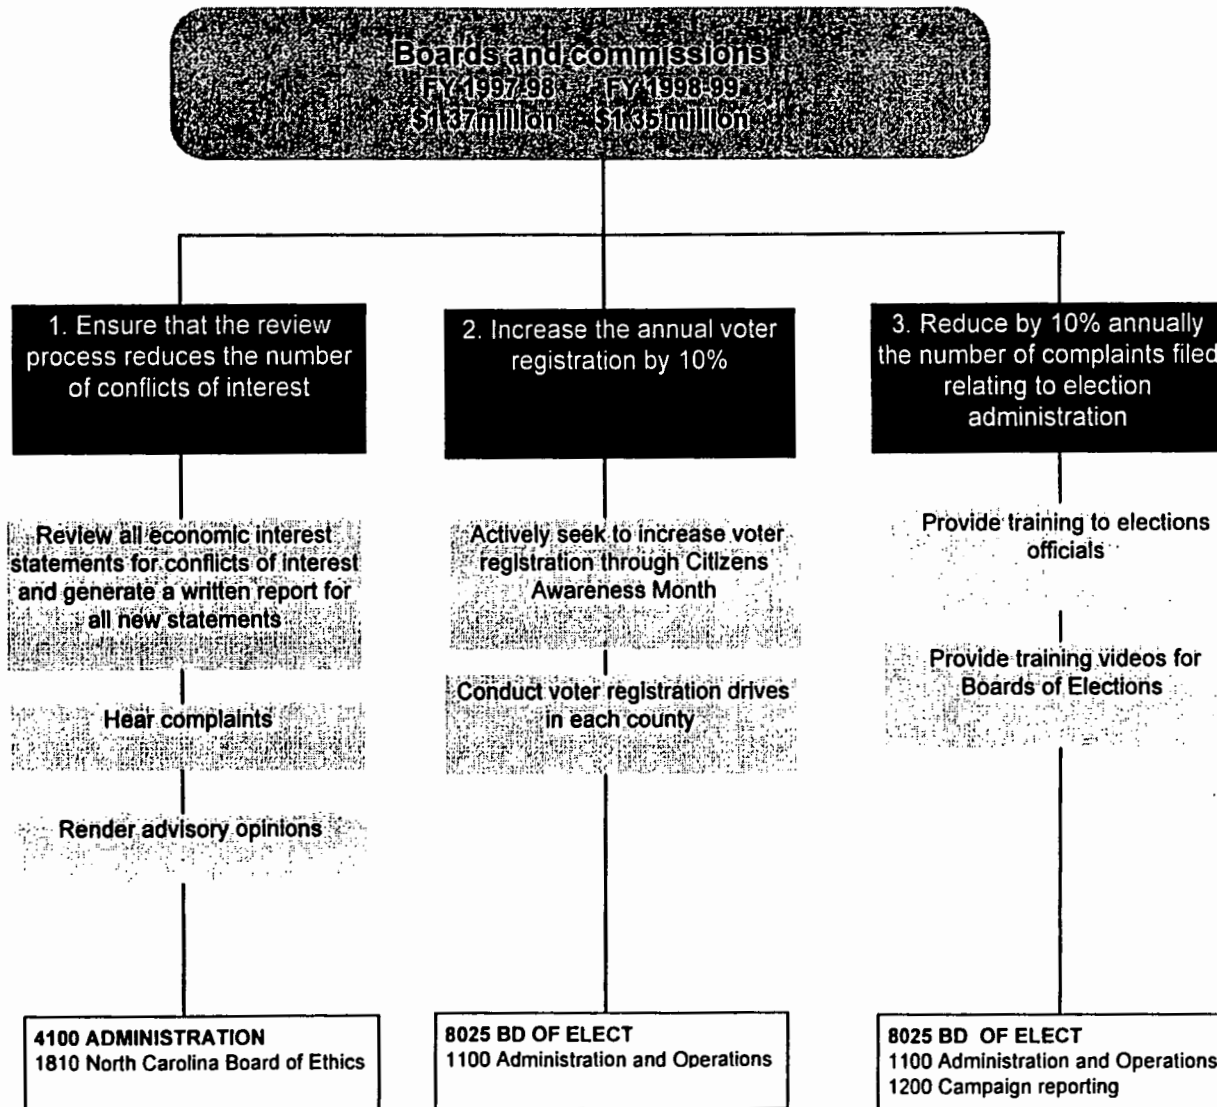 Boards and commissions
FY 1997-98 FY 1998-99
$1.37million $1.35 million
1. Ensure that the review
process reduces the number
of conflicts of interest
2. Increase the annual voter
registration by 10%
3. Reduce by 10% annually
the number of complaints filed
relating to election
administration
Review all economic interest
statements for conflicts of interest
and generate a written report for
all new statements
Hear complaints
Render advisory opinions
Actively seek to increase voter
registration through Citizens
Awareness Month
Conduct voter registration drives
in each county
Provide training to elections
officials
Provide training videos for
Boards of Elections
4100 ADMINISTRATION
1810 North Carolina Board of Ethics
8025 BD OF ELECT
1100 Administration and Operations
8025 BD OF ELECT
1100 Administration and Operations
1200 Campaign reporting